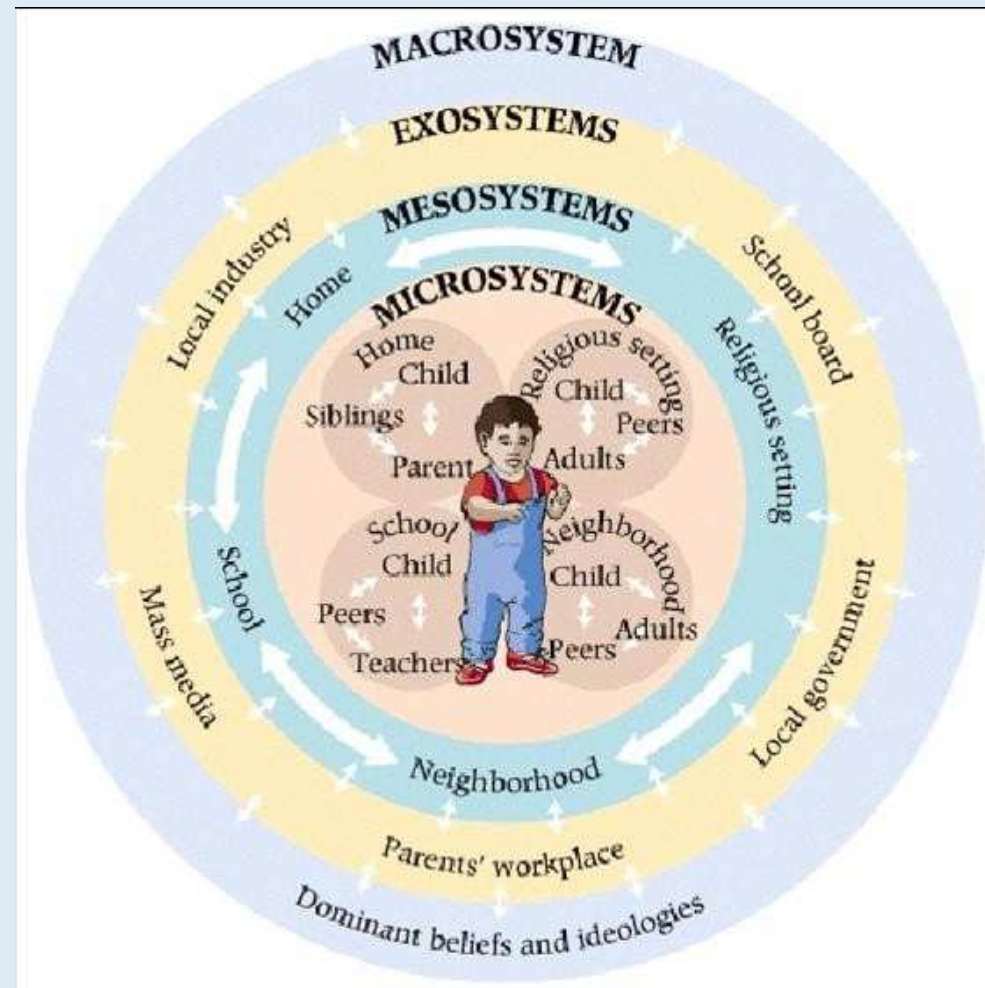 MACROSYSTEM
EXOSYSTEMS
MESOSYSTEMS
MICROSYSTEMS
Local industry
School board
Home
Religious setting
Home
Child
Siblings
Parent
Religious setting
Child
Peers
Adults
School
Child
Peers
Teachers
Neighborhood
Child
Adults
Peers
School
Neighborhood
Mass media
Local government
Parents' workplace
Dominant beliefs and ideologies